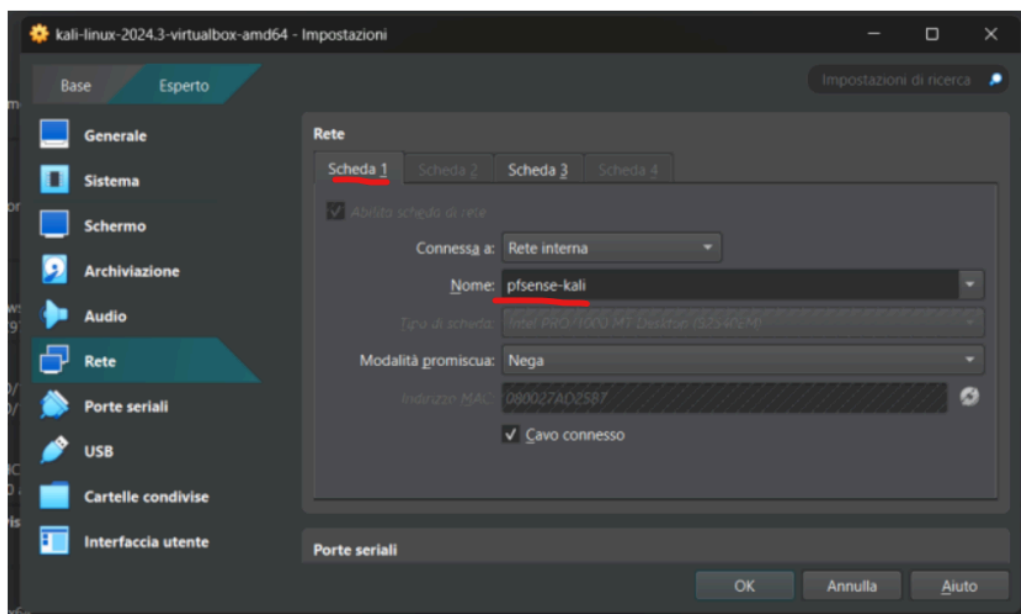 kali-linux-2024.3-virtualbox-amd64 - Impostazioni
Base Esperto Impostazioni di ricerca
Generale
Sistema
Schermo
Archiviazione
Audio
Rete
Porte seriali
USB
Cartelle condivise
Interfaccia utente
Rete
Scheda 1 Scheda 2 Scheda 3 Scheda 4
Abilita scheda di rete
Connessa a: Rete interna
Nome: pfsense-kali
Tipo di scheda: Intel PRO/1000 MT Desktop (82540EM)
Modalità promiscua: Nega
Indirizzo MAC: 080027AD25B7
Cavo connesso
Porte seriali
OK Annulla Aiuto